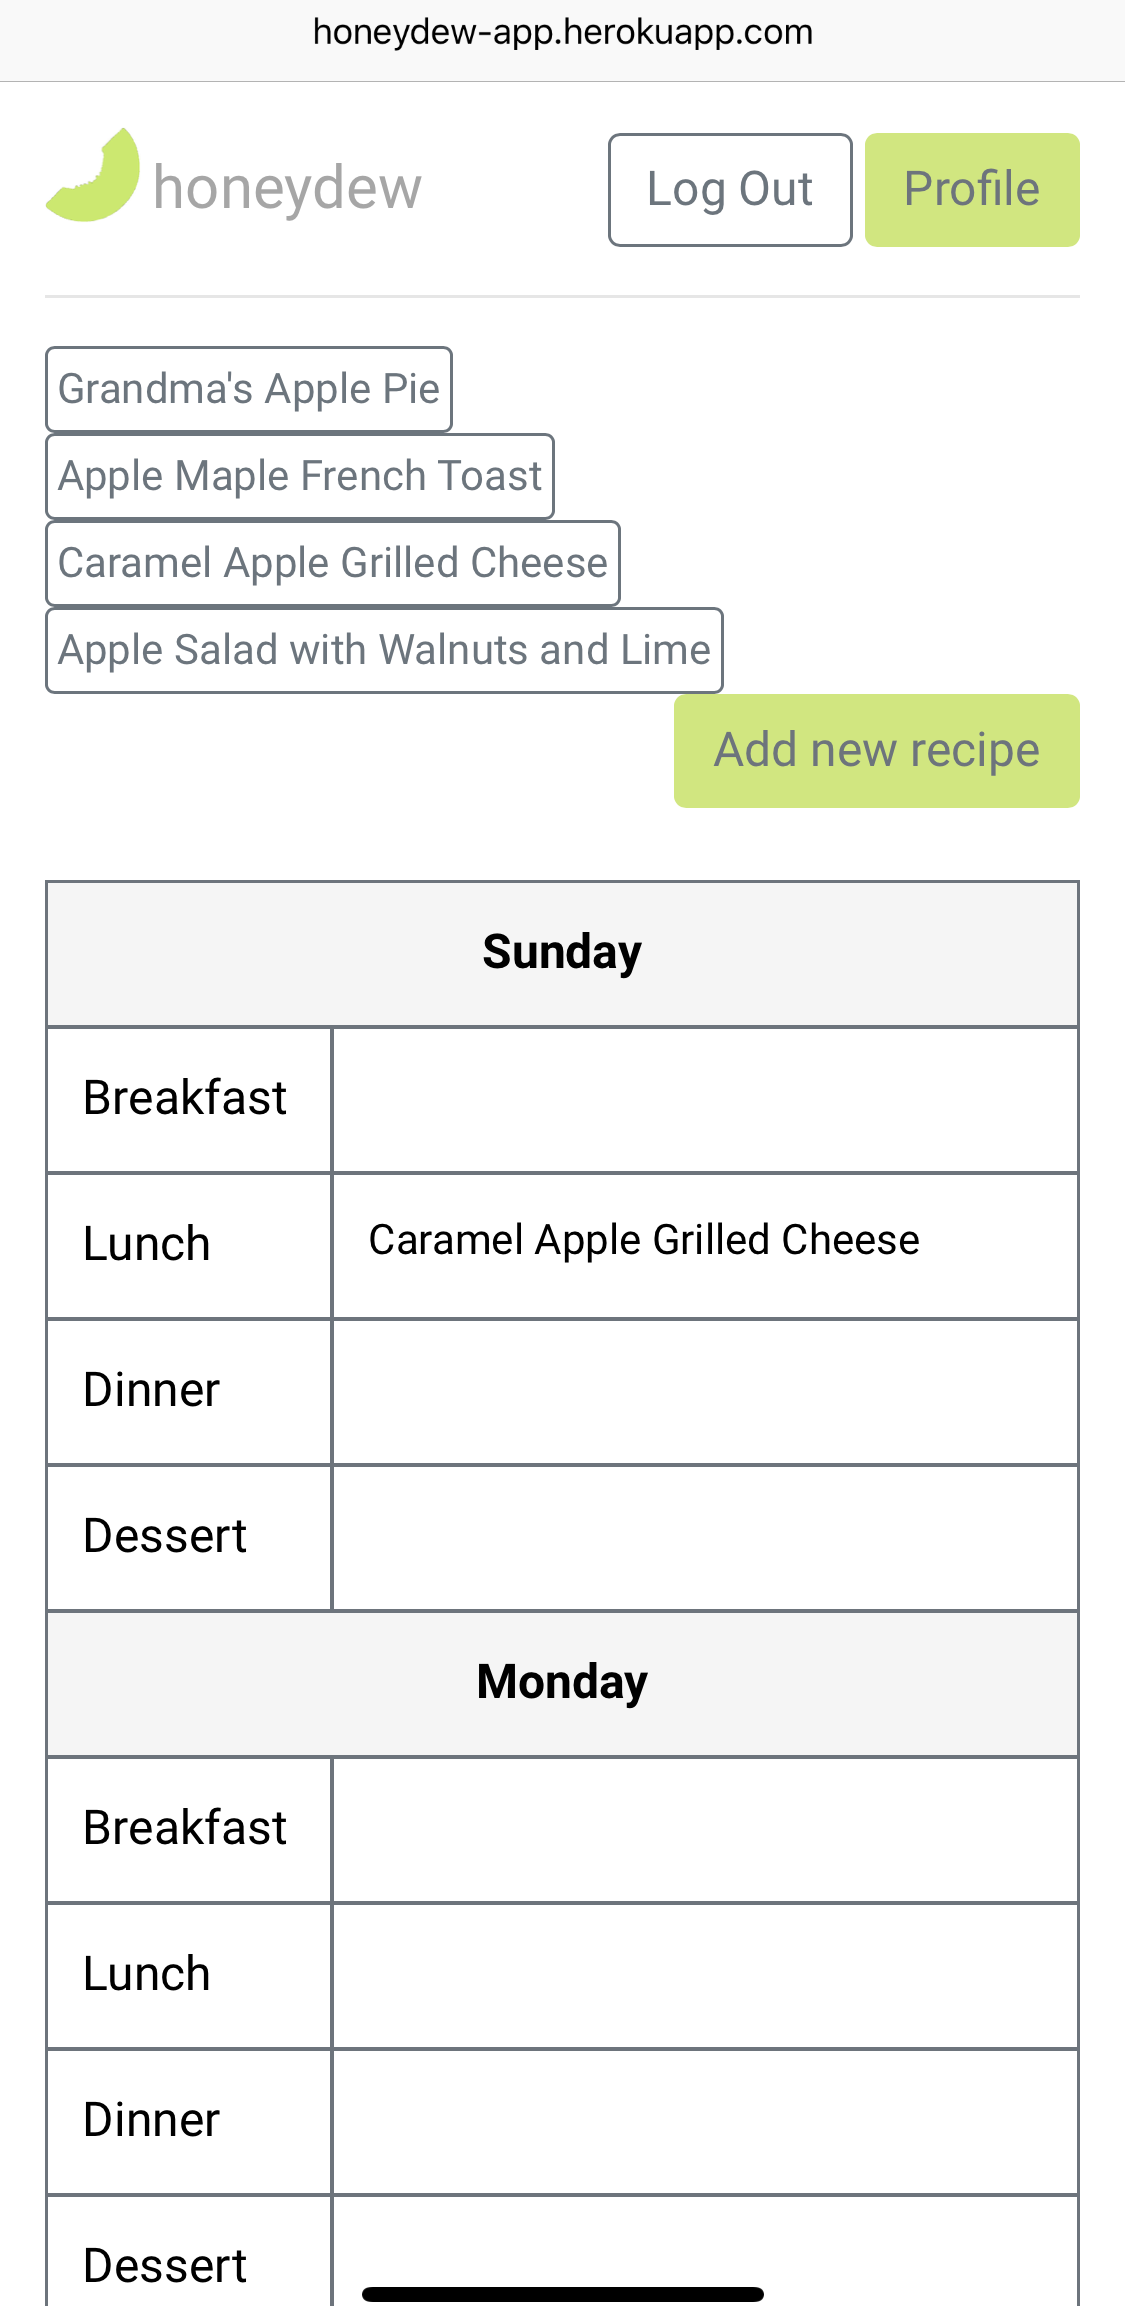 honeydew-app.herokuapp.com
honeydew
Log Out
Profile
Grandma's Apple Pie
Apple Maple French Toast
Caramel Apple Grilled Cheese
Apple Salad with Walnuts and Lime
Add new recipe
Sunday
Breakfast
Lunch
Caramel Apple Grilled Cheese
Dinner
Dessert
Monday
Breakfast
Lunch
Dinner
Dessert